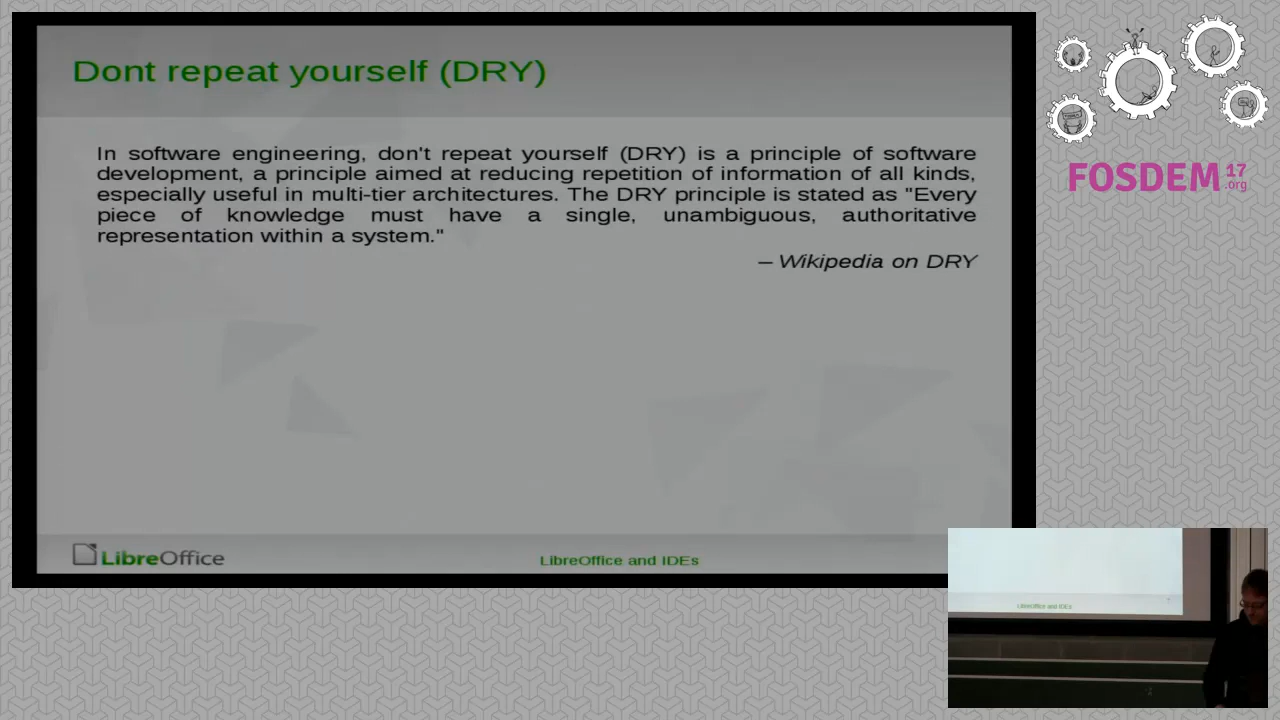 Dont repeat yourself (DRY)
In software engineering, don't repeat yourself (DRY) is a principle of software
development, a principle aimed at reducing repetition of information of all kinds,
especially useful in multi-tier architectures. The DRY principle is stated as "Every
piece of knowledge must have a single, unambiguous, authoritative
representation within a system."
– Wikipedia on DRY
LibreOffice
LibreOffice and IDEs
FOSDEM 17
.org
LibreOffice and IDEs